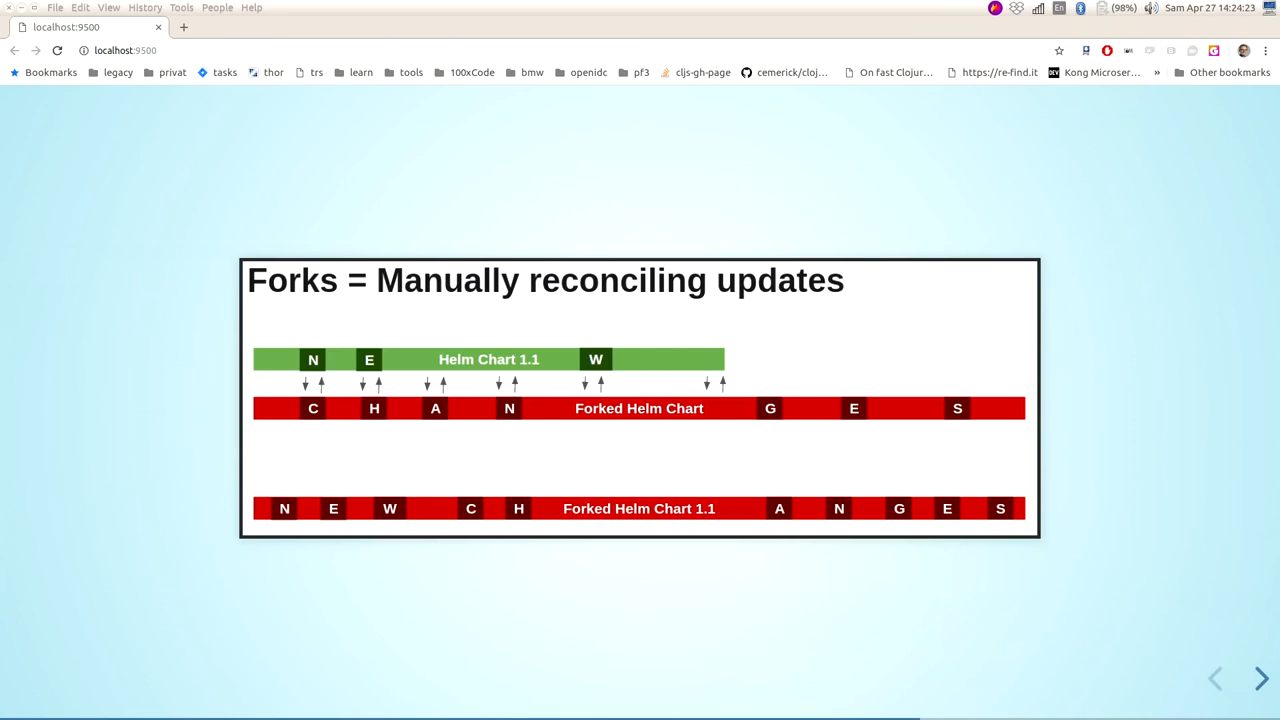 File Edit View History Tools People Help
En (98%) Sam Apr 27 14:24:23
localhost:9500
localhost:9500
Bookmarks legacy privat tasks thor trs learn tools 100xCode bmw openidc pf3 cljs-gh-page cemerick/cloj… On fast Clojur… https://re-find.it Kong Microser… » Other bookmarks
Forks = Manually reconciling updates
N E Helm Chart 1.1 W
C H A N Forked Helm Chart G E S
N E W C H Forked Helm Chart 1.1 A N G E S